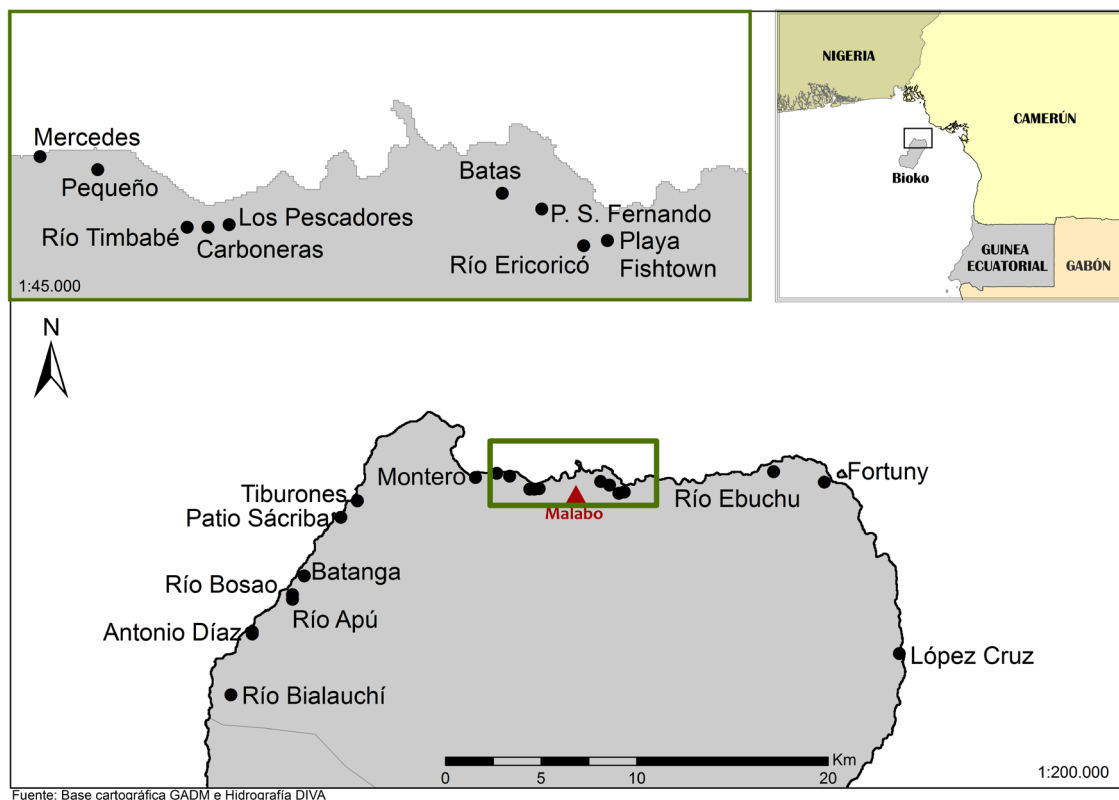 Mercedes
Pequeño
Río Timbabé
Carboneras
Los Pescadores
Batas
P. S. Fernando
Río Ericoricó
Playa
Fishtown
1:45.000
NIGERIA
CAMERÚN
Bioko
GUINEA
ECUATORIAL
GABÓN
N
Montero
Tiburones
Patio Sácriba
Malabo
Río Ebuchu
Fortuny
Batanga
Río Bosao
Río Apú
Antonio Díaz
Río Bialauchí
López Cruz
Km
0 5 10 20
1:200.000
Fuente: Base cartográfica GADM e Hidrografía DIVA